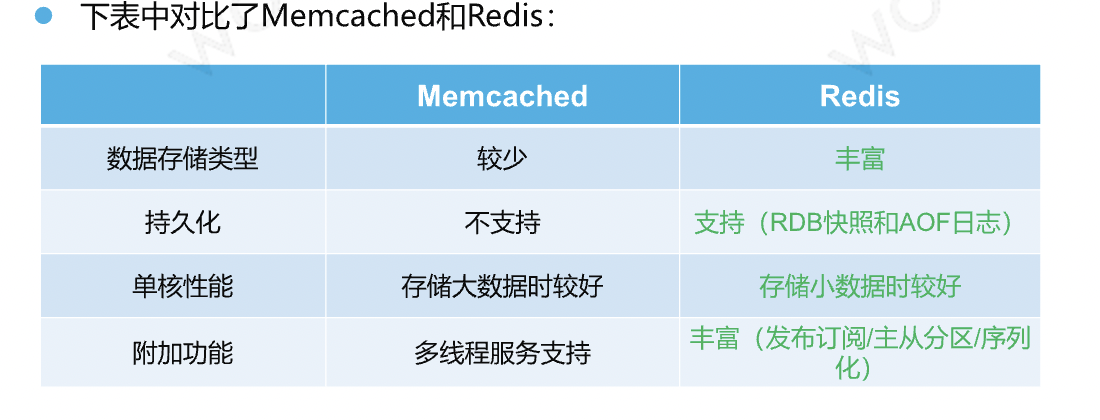 下表中对比了Memcached和Redis：
Memcached Redis
数据存储类型 较少 丰富
持久化 不支持 支持（RDB快照和AOF日志）
单核性能 存储大数据时较好 存储小数据时较好
附加功能 多线程服务支持 丰富（发布订阅/主从分区/序列
化）